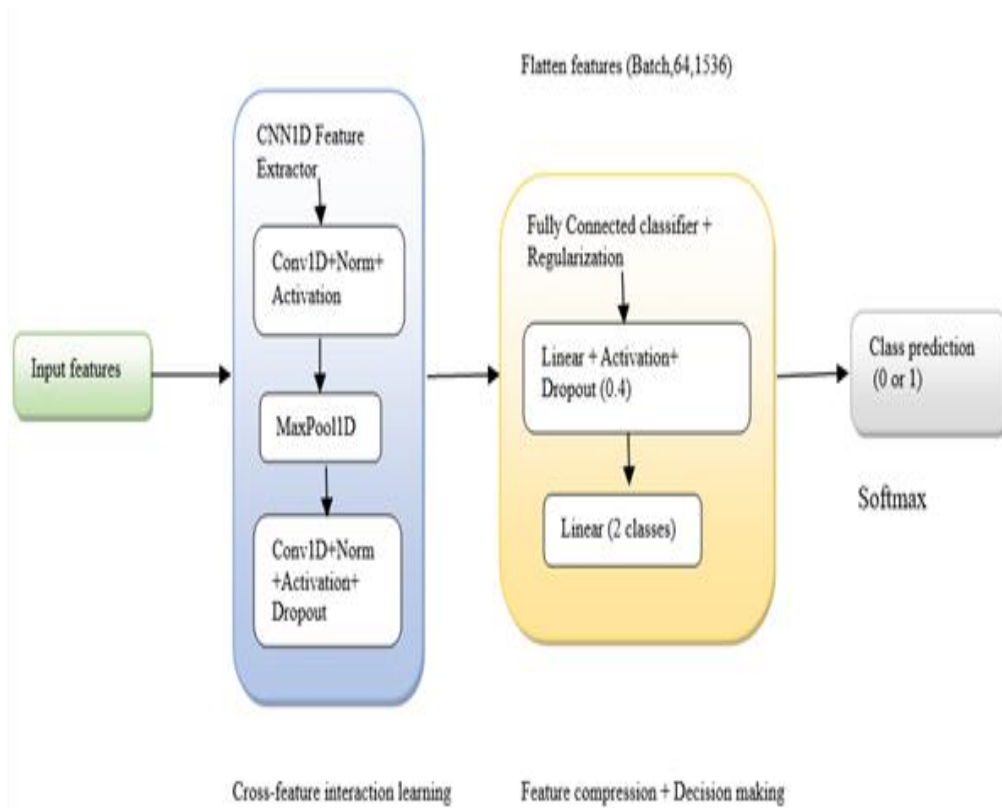 Flatten features (Batch,64,1536)
CNN1D Feature
Extractor
Conv1D+Norm+
Activation
MaxPool1D
Conv1D+Norm
+Activation+
Dropout
Input features
Fully Connected classifier +
Regularization
Linear + Activation+
Dropout (0.4)
Linear (2 classes)
Class prediction
(0 or 1)
Softmax
Cross-feature interaction learning
Feature compression + Decision making